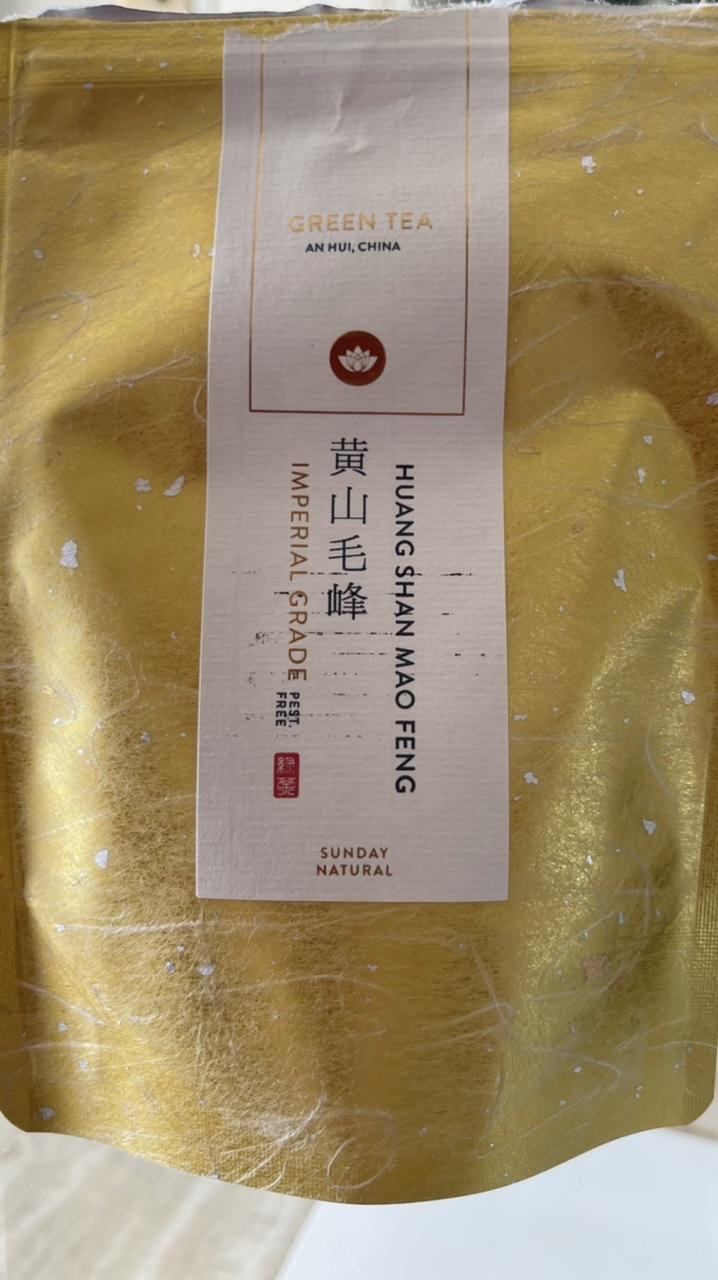 GREEN TEA
AN HUI, CHINA
HUANG SHAN MAO FENG
黄山毛峰
IMPERIAL GRADE
PEST.
FREE
SUNDAY
NATURAL